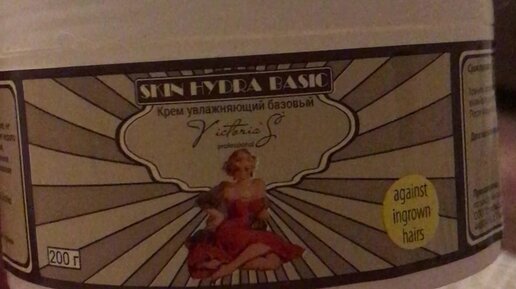 SKIN HYDRA BASIC
Крем увлажняющий базовый
Victoria'S
professional
against
ingrown
hairs
200 г